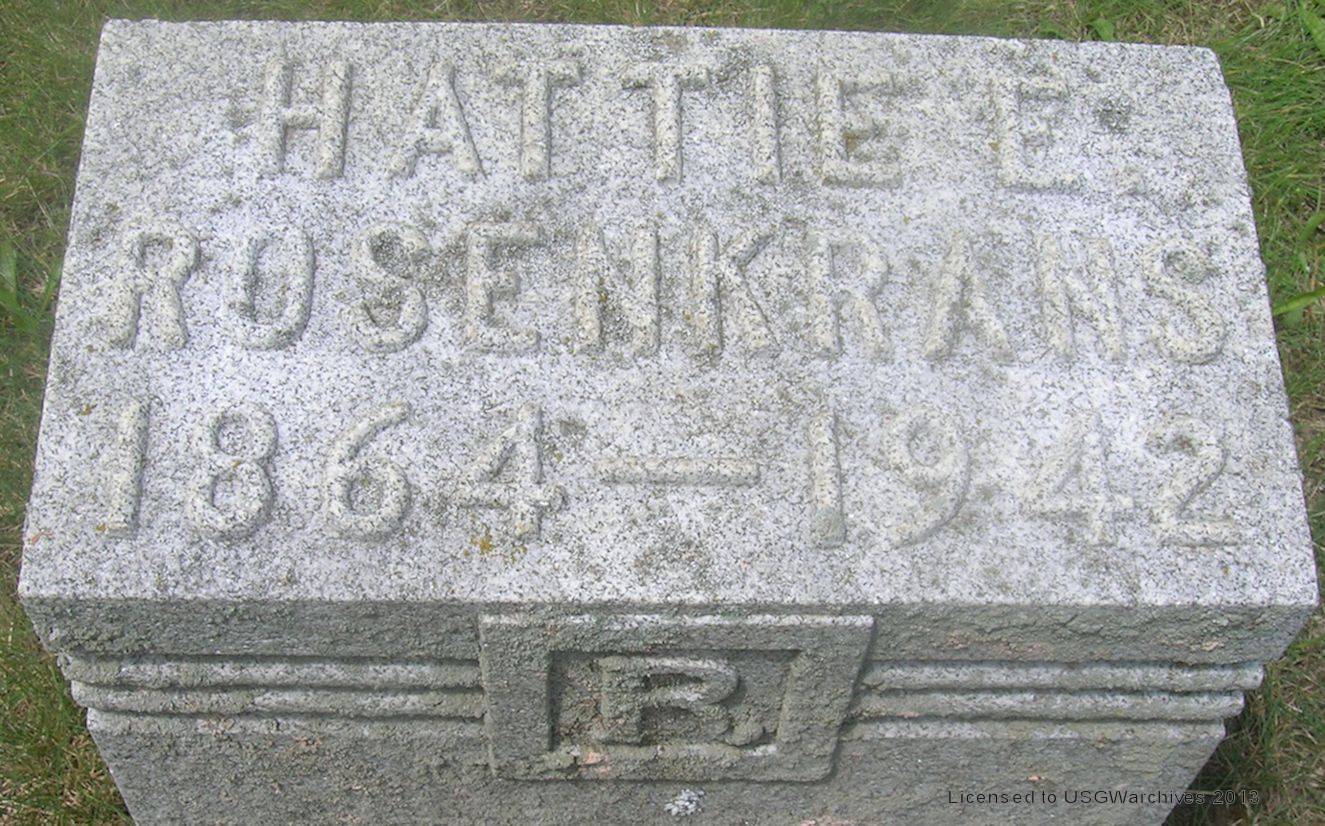 HATTIE E.
ROSENKRANS
1864 — 1942
R.
Licensed to USGWarchives 2013